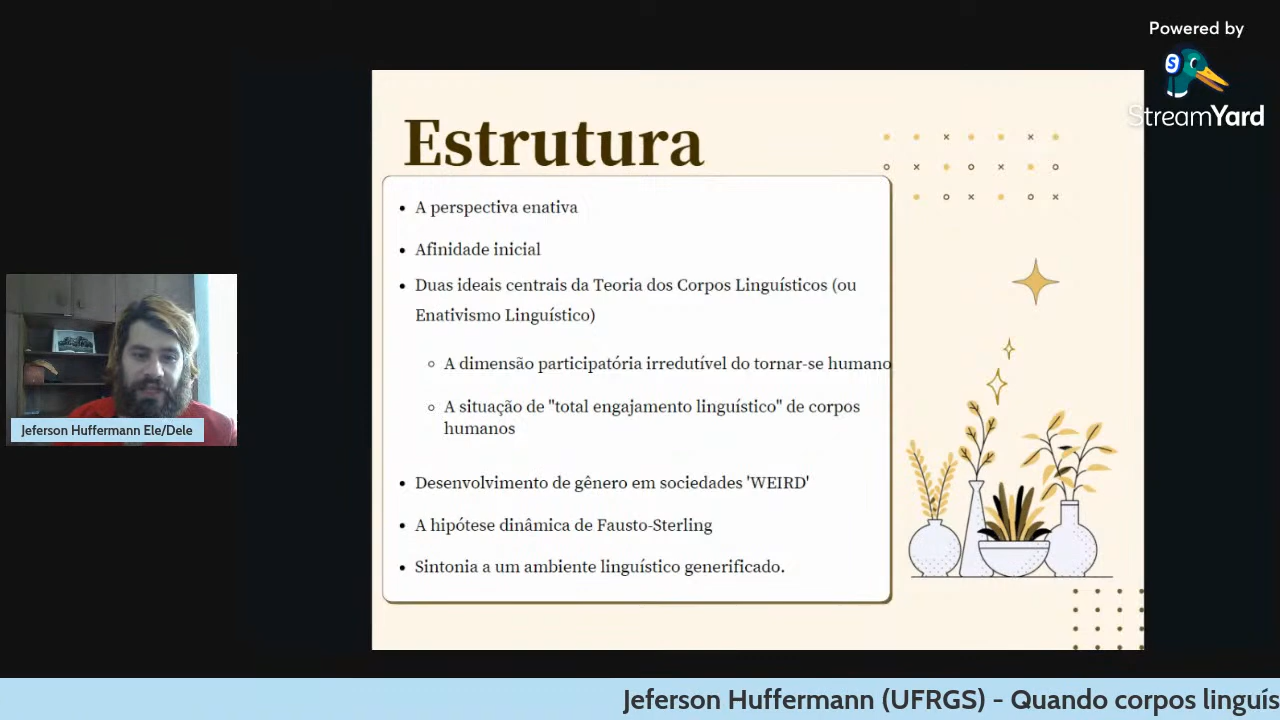 Powered by
StreamYard
Estrutura
A perspectiva enativa
Afinidade inicial
Duas ideais centrais da Teoria dos Corpos Linguísticos (ou
Enativismo Linguístico)
A dimensão participatória irredutível do tornar-se humano
A situação de "total engajamento linguístico" de corpos
humanos
Desenvolvimento de gênero em sociedades 'WEIRD'
A hipótese dinâmica de Fausto-Sterling
Sintonia a um ambiente linguístico generificado.
Jeferson Huffermann Ele/Dele
Jeferson Huffermann (UFRGS) - Quando corpos linguís